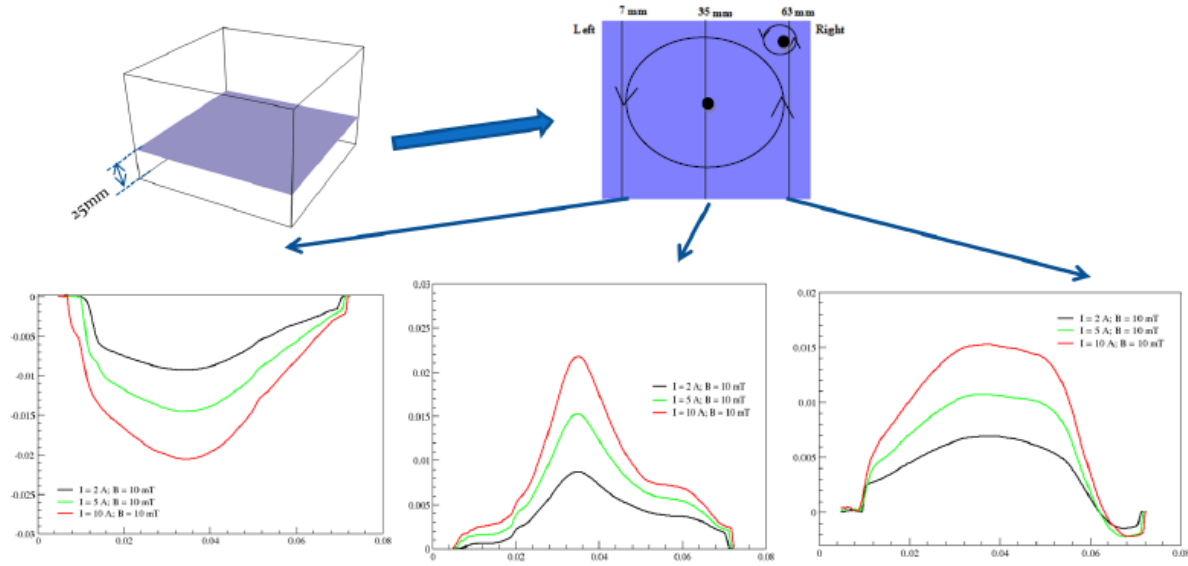 7 mm 35 mm 63 mm
Left Right
25mm
0
-0.005
-0.01
-0.015
-0.02
-0.025
-0.03
0 0.02 0.04 0.06 0.08
I = 2 A; B = 10 mT
I = 5 A; B = 10 mT
I = 10 A; B = 10 mT
0.03
0.025
0.02
0.015
0.01
0.005
0
0 0.02 0.04 0.06 0.08
I = 2 A; B = 10 mT
I = 5 A; B = 10 mT
I = 10 A; B = 10 mT
0.02
0.015
0.01
0.005
0
0 0.02 0.04 0.06 0.08
I = 2 A; B = 10 mT
I = 5 A; B = 10 mT
I = 10 A; B = 10 mT